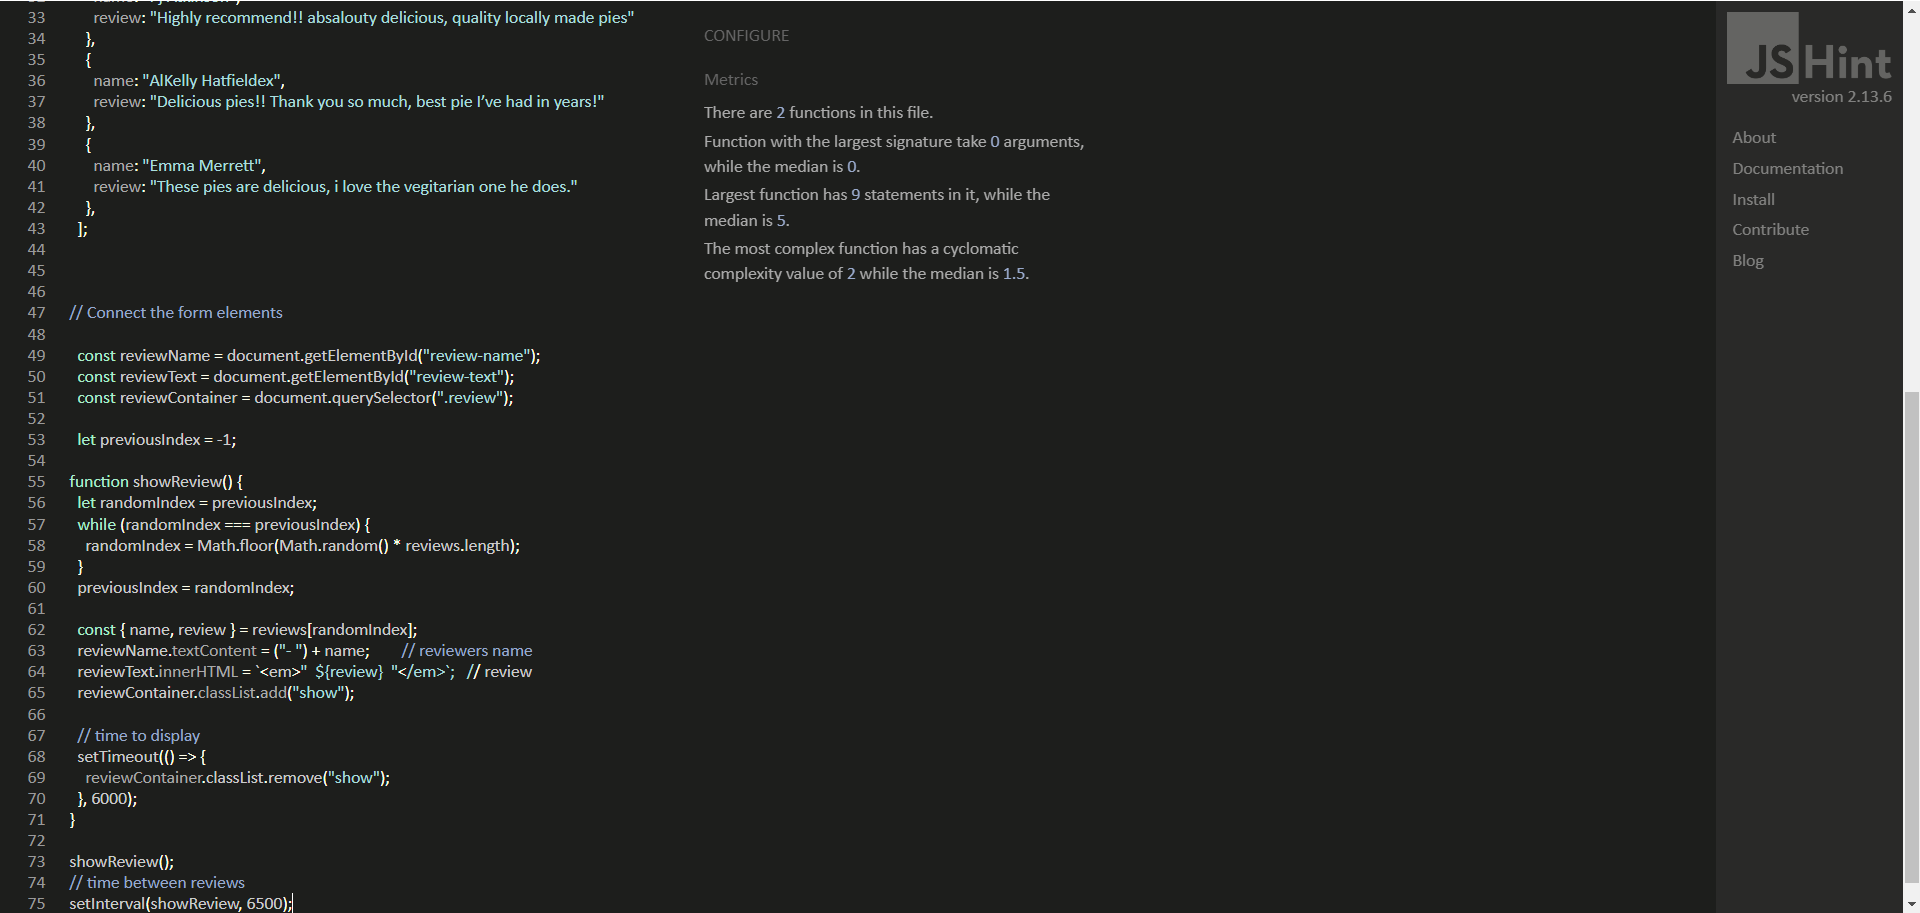 33 review: "Highly recommend!! absalouty delicious, quality locally made pies"
34 },
35 {
36 name: "AlKelly Hatfieldex",
37 review: "Delicious pies!! Thank you so much, best pie I’ve had in years!"
38 },
39 {
40 name: "Emma Merrett",
41 review: "These pies are delicious, i love the vegitarian one he does."
42 },
43 ];
44
45
46
47 // Connect the form elements
48
49 const reviewName = document.getElementById("review-name");
50 const reviewText = document.getElementById("review-text");
51 const reviewContainer = document.querySelector(".review");
52
53 let previousIndex = -1;
54
55 function showReview() {
56 let randomIndex = previousIndex;
57 while (randomIndex === previousIndex) {
58 randomIndex = Math.floor(Math.random() * reviews.length);
59 }
60 previousIndex = randomIndex;
61
62 const { name, review } = reviews[randomIndex];
63 reviewName.textContent = ("- ") + name; // reviewers name
64 reviewText.innerHTML = `<em>" ${review} "</em>`; // review
65 reviewContainer.classList.add("show");
66
67 // time to display
68 setTimeout(() => {
69 reviewContainer.classList.remove("show");
70 }, 6000);
71 }
72
73 showReview();
74 // time between reviews
75 setInterval(showReview, 6500);
CONFIGURE
Metrics
There are 2 functions in this file.
Function with the largest signature take 0 arguments,
while the median is 0.
Largest function has 9 statements in it, while the
median is 5.
The most complex function has a cyclomatic
complexity value of 2 while the median is 1.5.
JSHint
version 2.13.6
About
Documentation
Install
Contribute
Blog